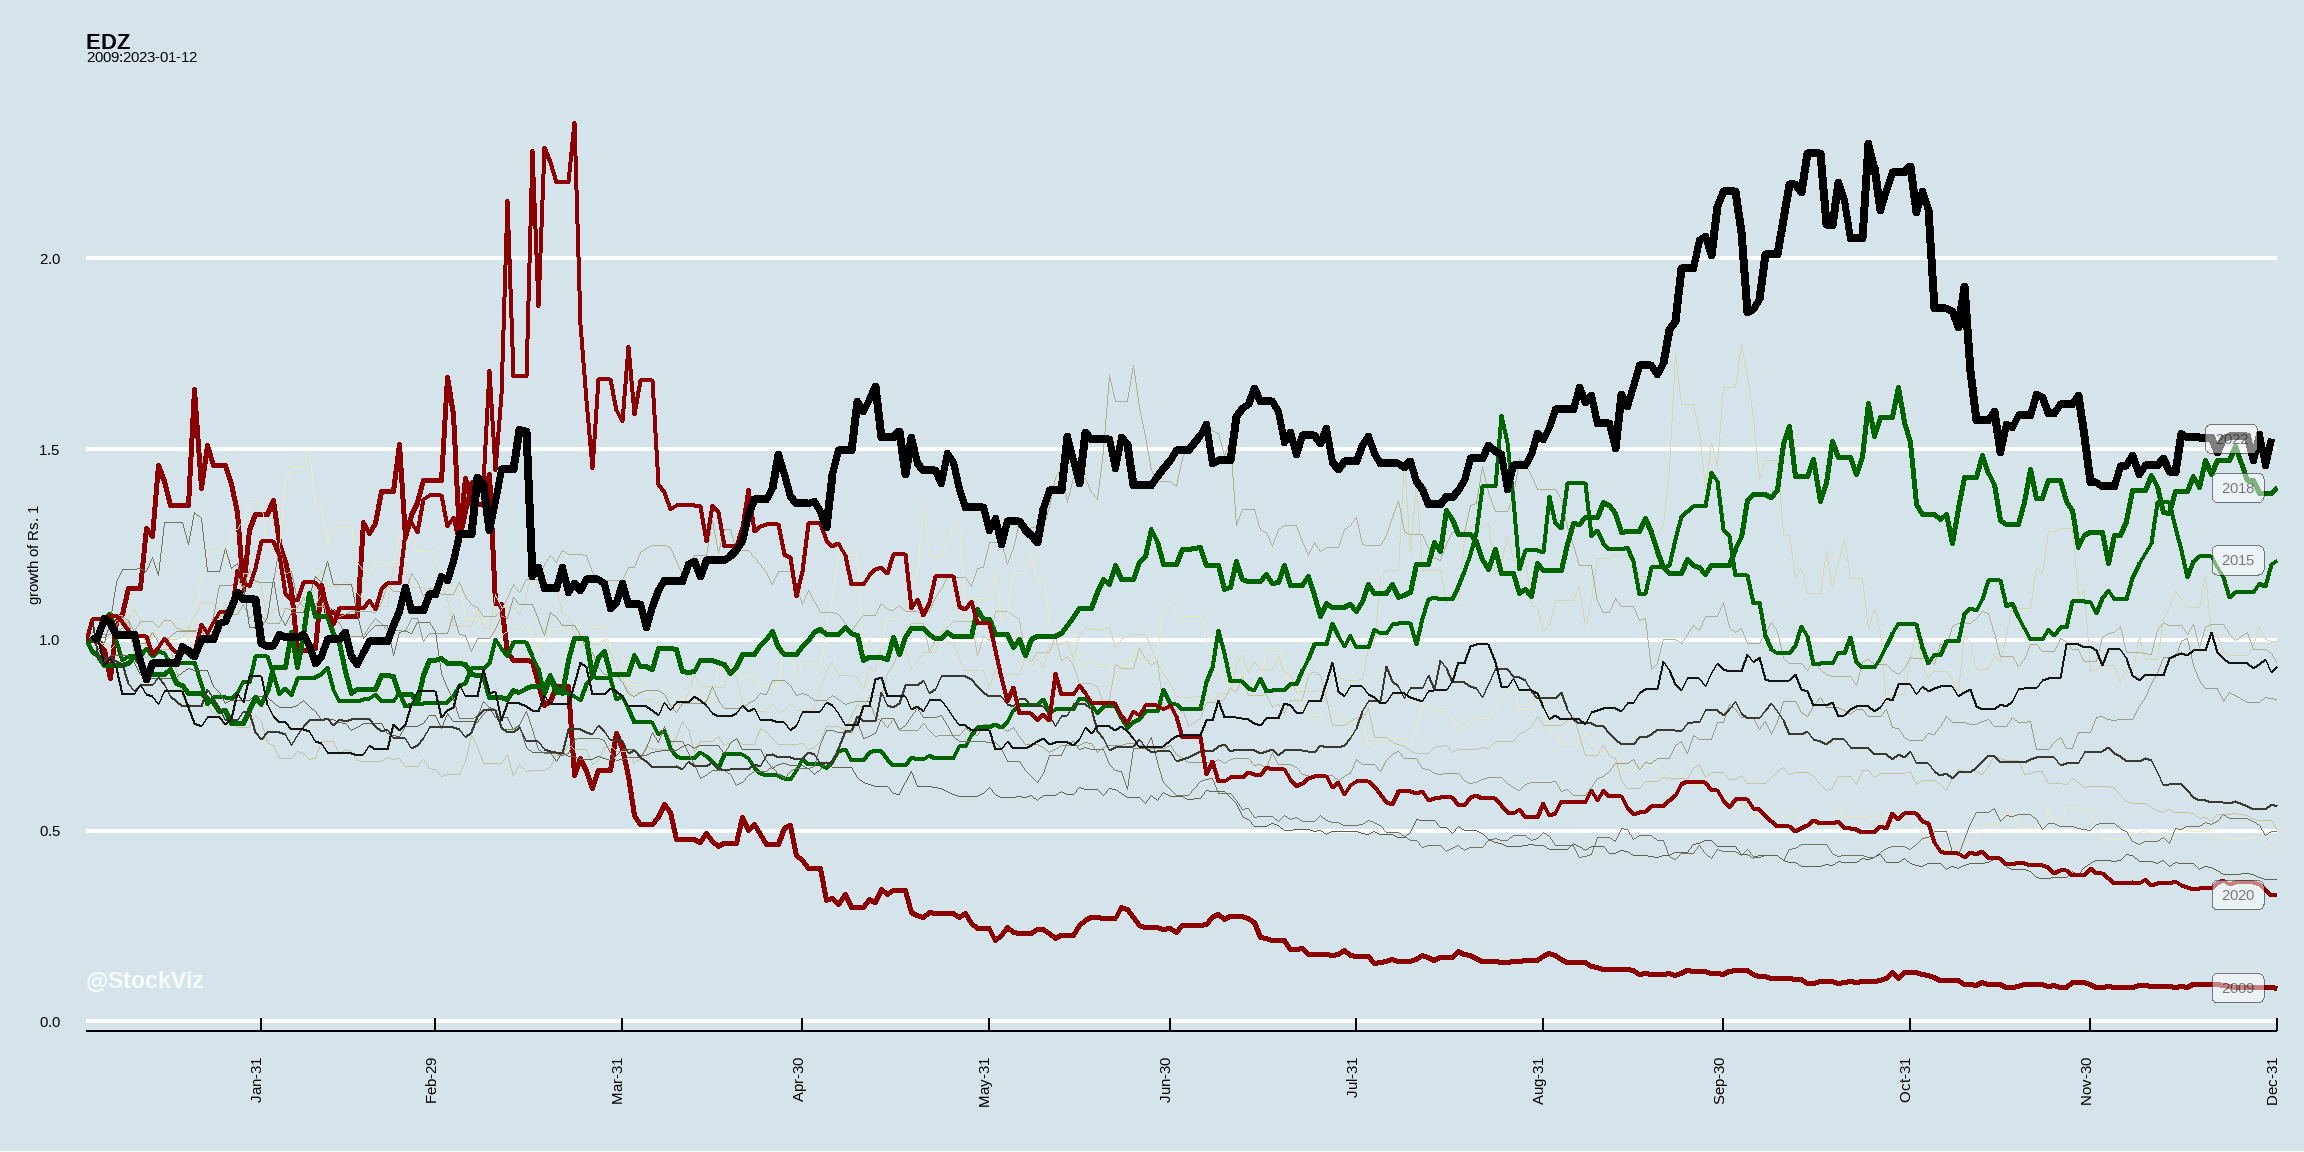 EDZ
2009:2023-01-12
growth of Rs. 1
2.0
1.5
1.0
0.5
0.0
2022
2018
2015
2020
2009
@StockViz
Jan-31
Feb-29
Mar-31
Apr-30
May-31
Jun-30
Jul-31
Aug-31
Sep-30
Oct-31
Nov-30
Dec-31